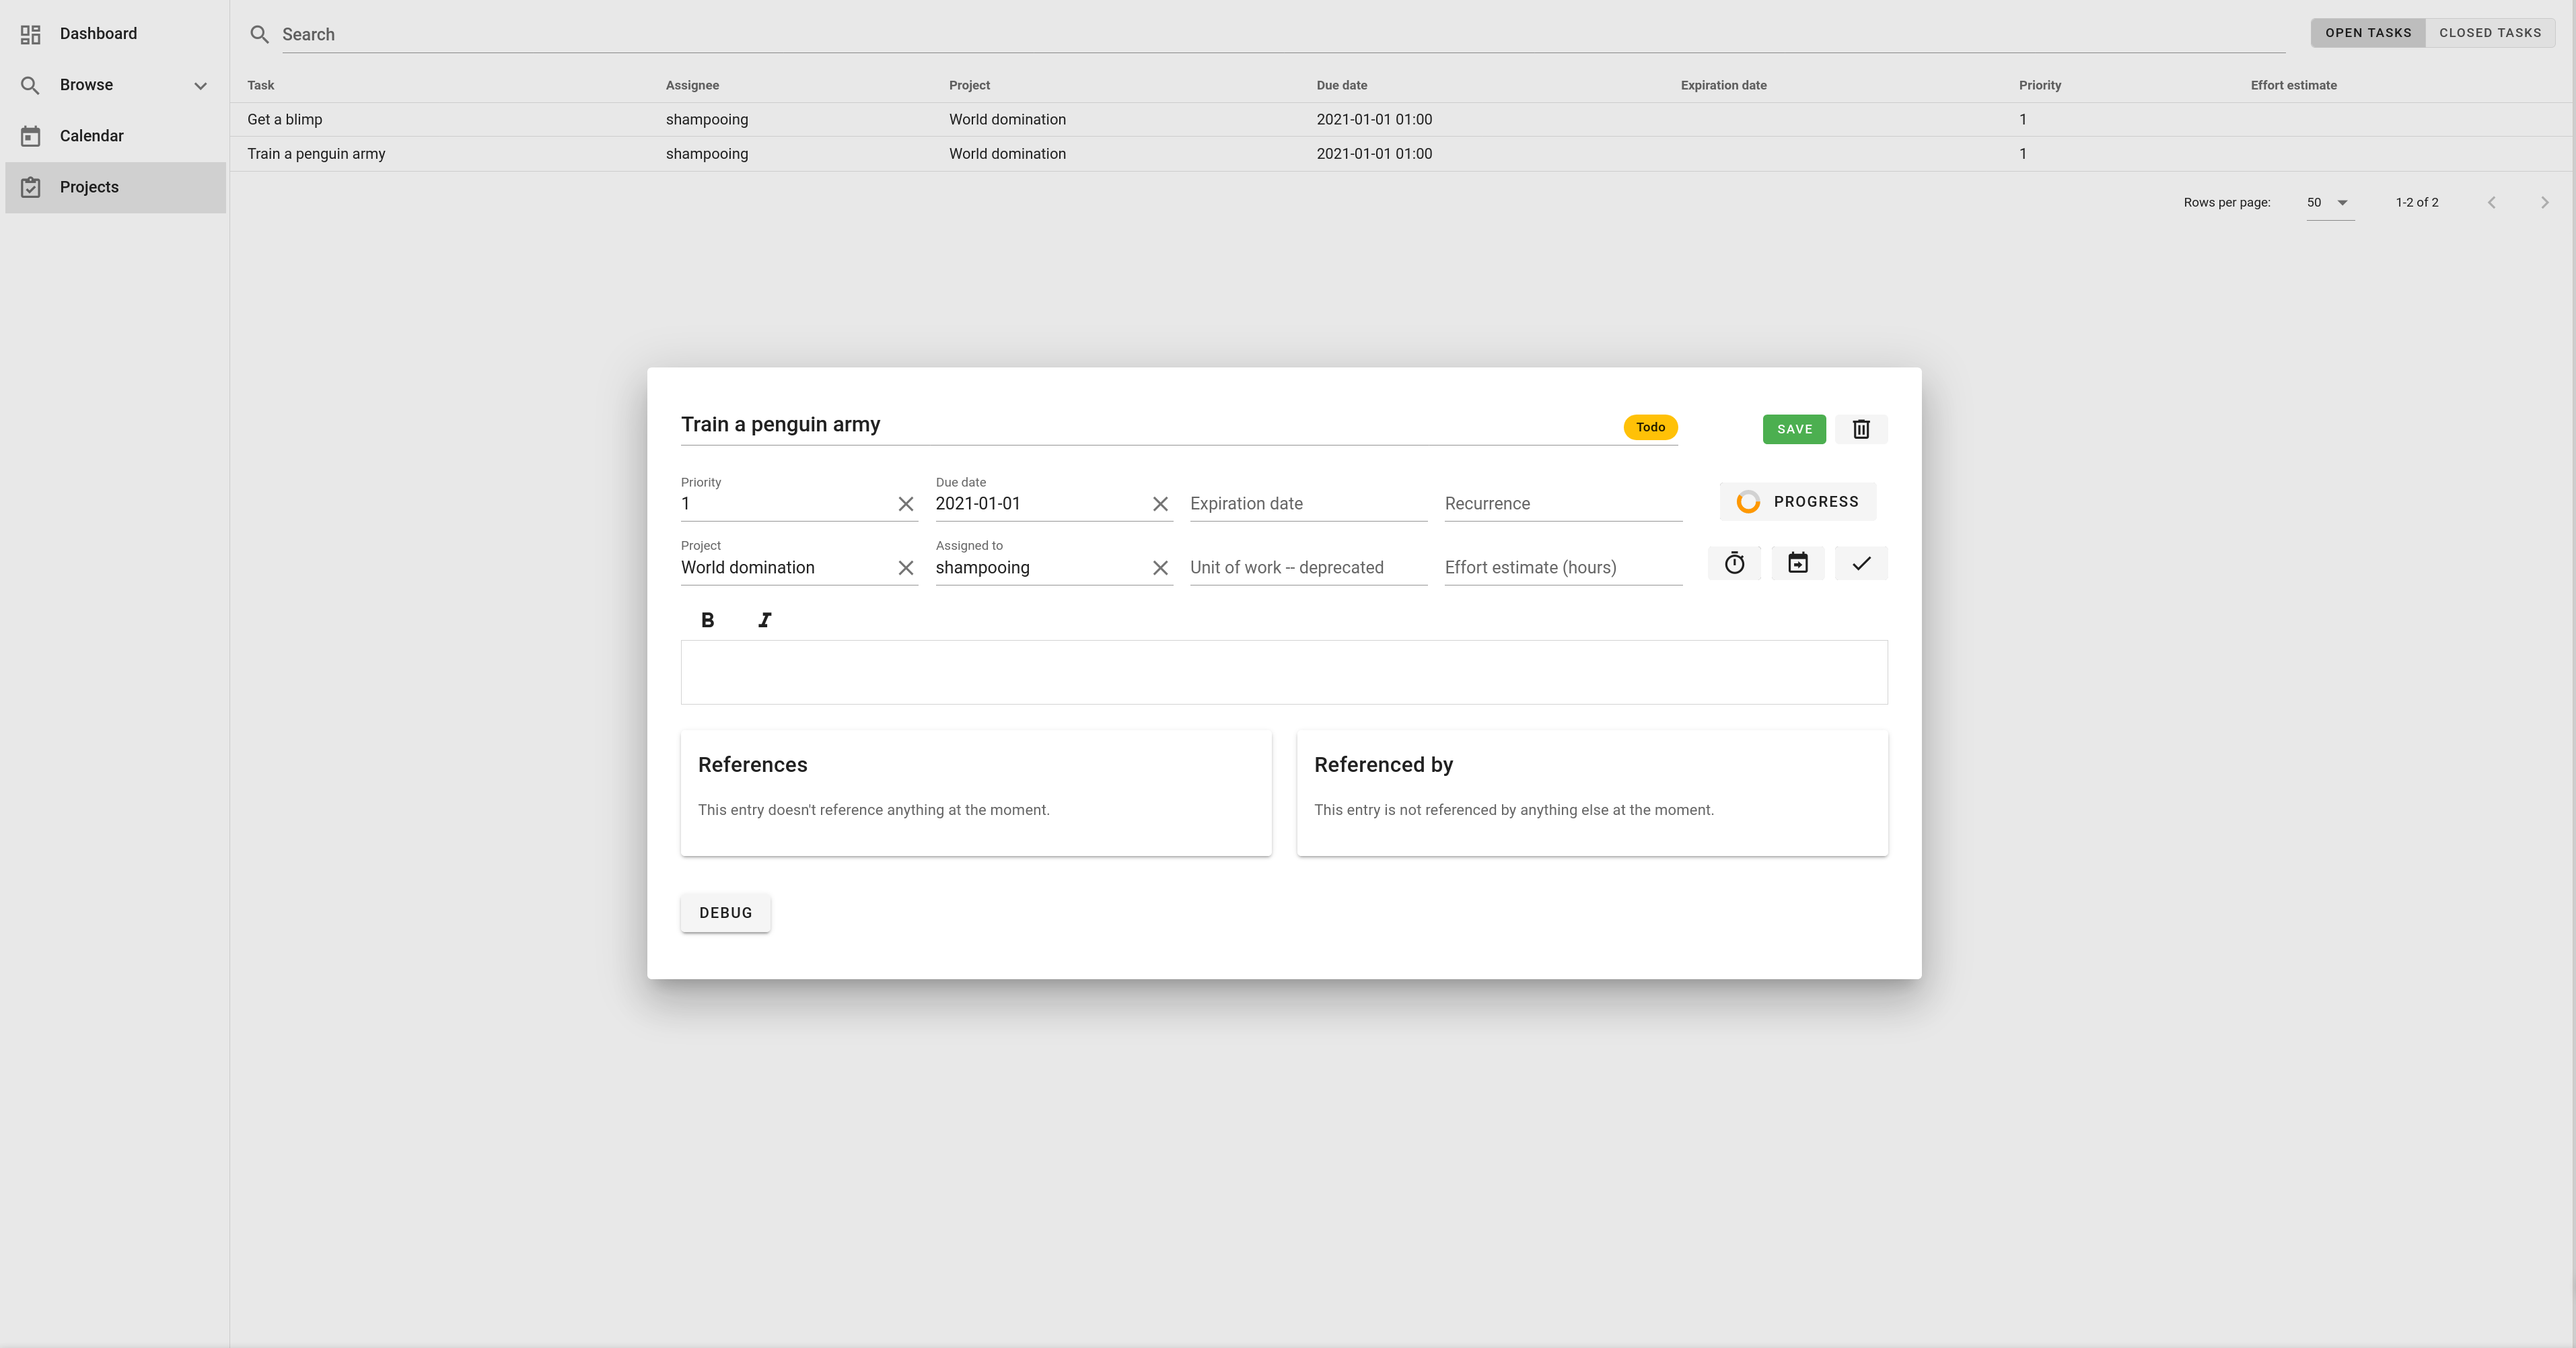 Dashboard
Browse
Calendar
Projects
Search
OPEN TASKS CLOSED TASKS
Task Assignee Project Due date Expiration date Priority Effort estimate
Get a blimp shampooing World domination 2021-01-01 01:00 1
Train a penguin army shampooing World domination 2021-01-01 01:00 1
Rows per page: 50 1-2 of 2
Train a penguin army Todo SAVE
Priority Due date
1 2021-01-01 Expiration date Recurrence PROGRESS
Project Assigned to
World domination shampooing Unit of work -- deprecated Effort estimate (hours)
B I
References
This entry doesn't reference anything at the moment.
Referenced by
This entry is not referenced by anything else at the moment.
DEBUG